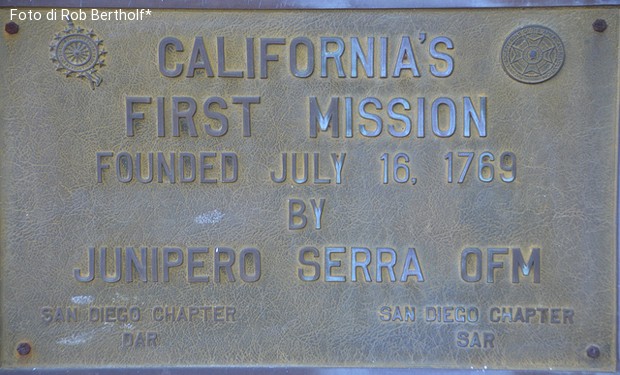 Foto di Rob Bertholf*
CALIFORNIA'S
FIRST MISSION
FOUNDED JULY 16, 1769
BY
JUNIPERO SERRA OFM
SAN DIEGO CHAPTER
DAR
SAN DIEGO CHAPTER
SAR